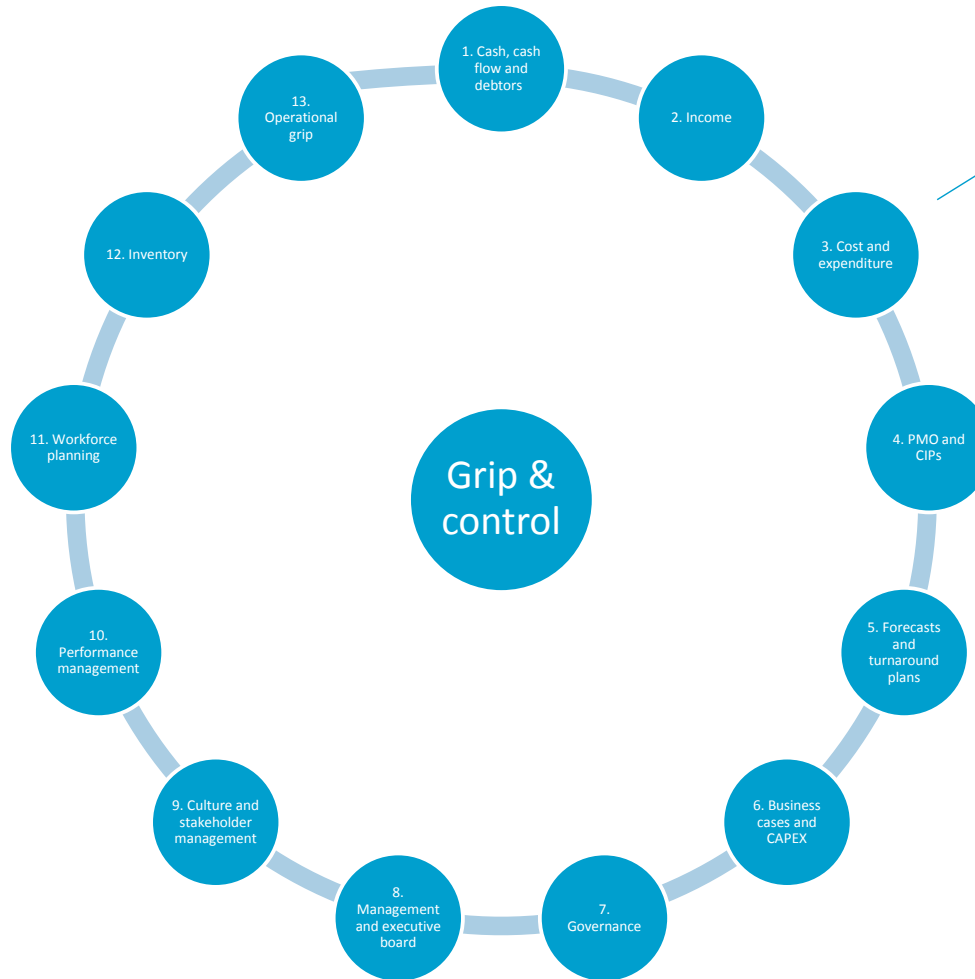 1. Cash, cash
flow and
debtors
2. Income
3. Cost and
expenditure
4. PMO and
CIPs
5. Forecasts
and
turnaround
plans
6. Business
cases and
CAPEX
7.
Governance
8.
Management
and executive
board
9. Culture and
stakeholder
management
10.
Performance
management
11. Workforce
planning
12. Inventory
13.
Operational
grip
Grip &
control